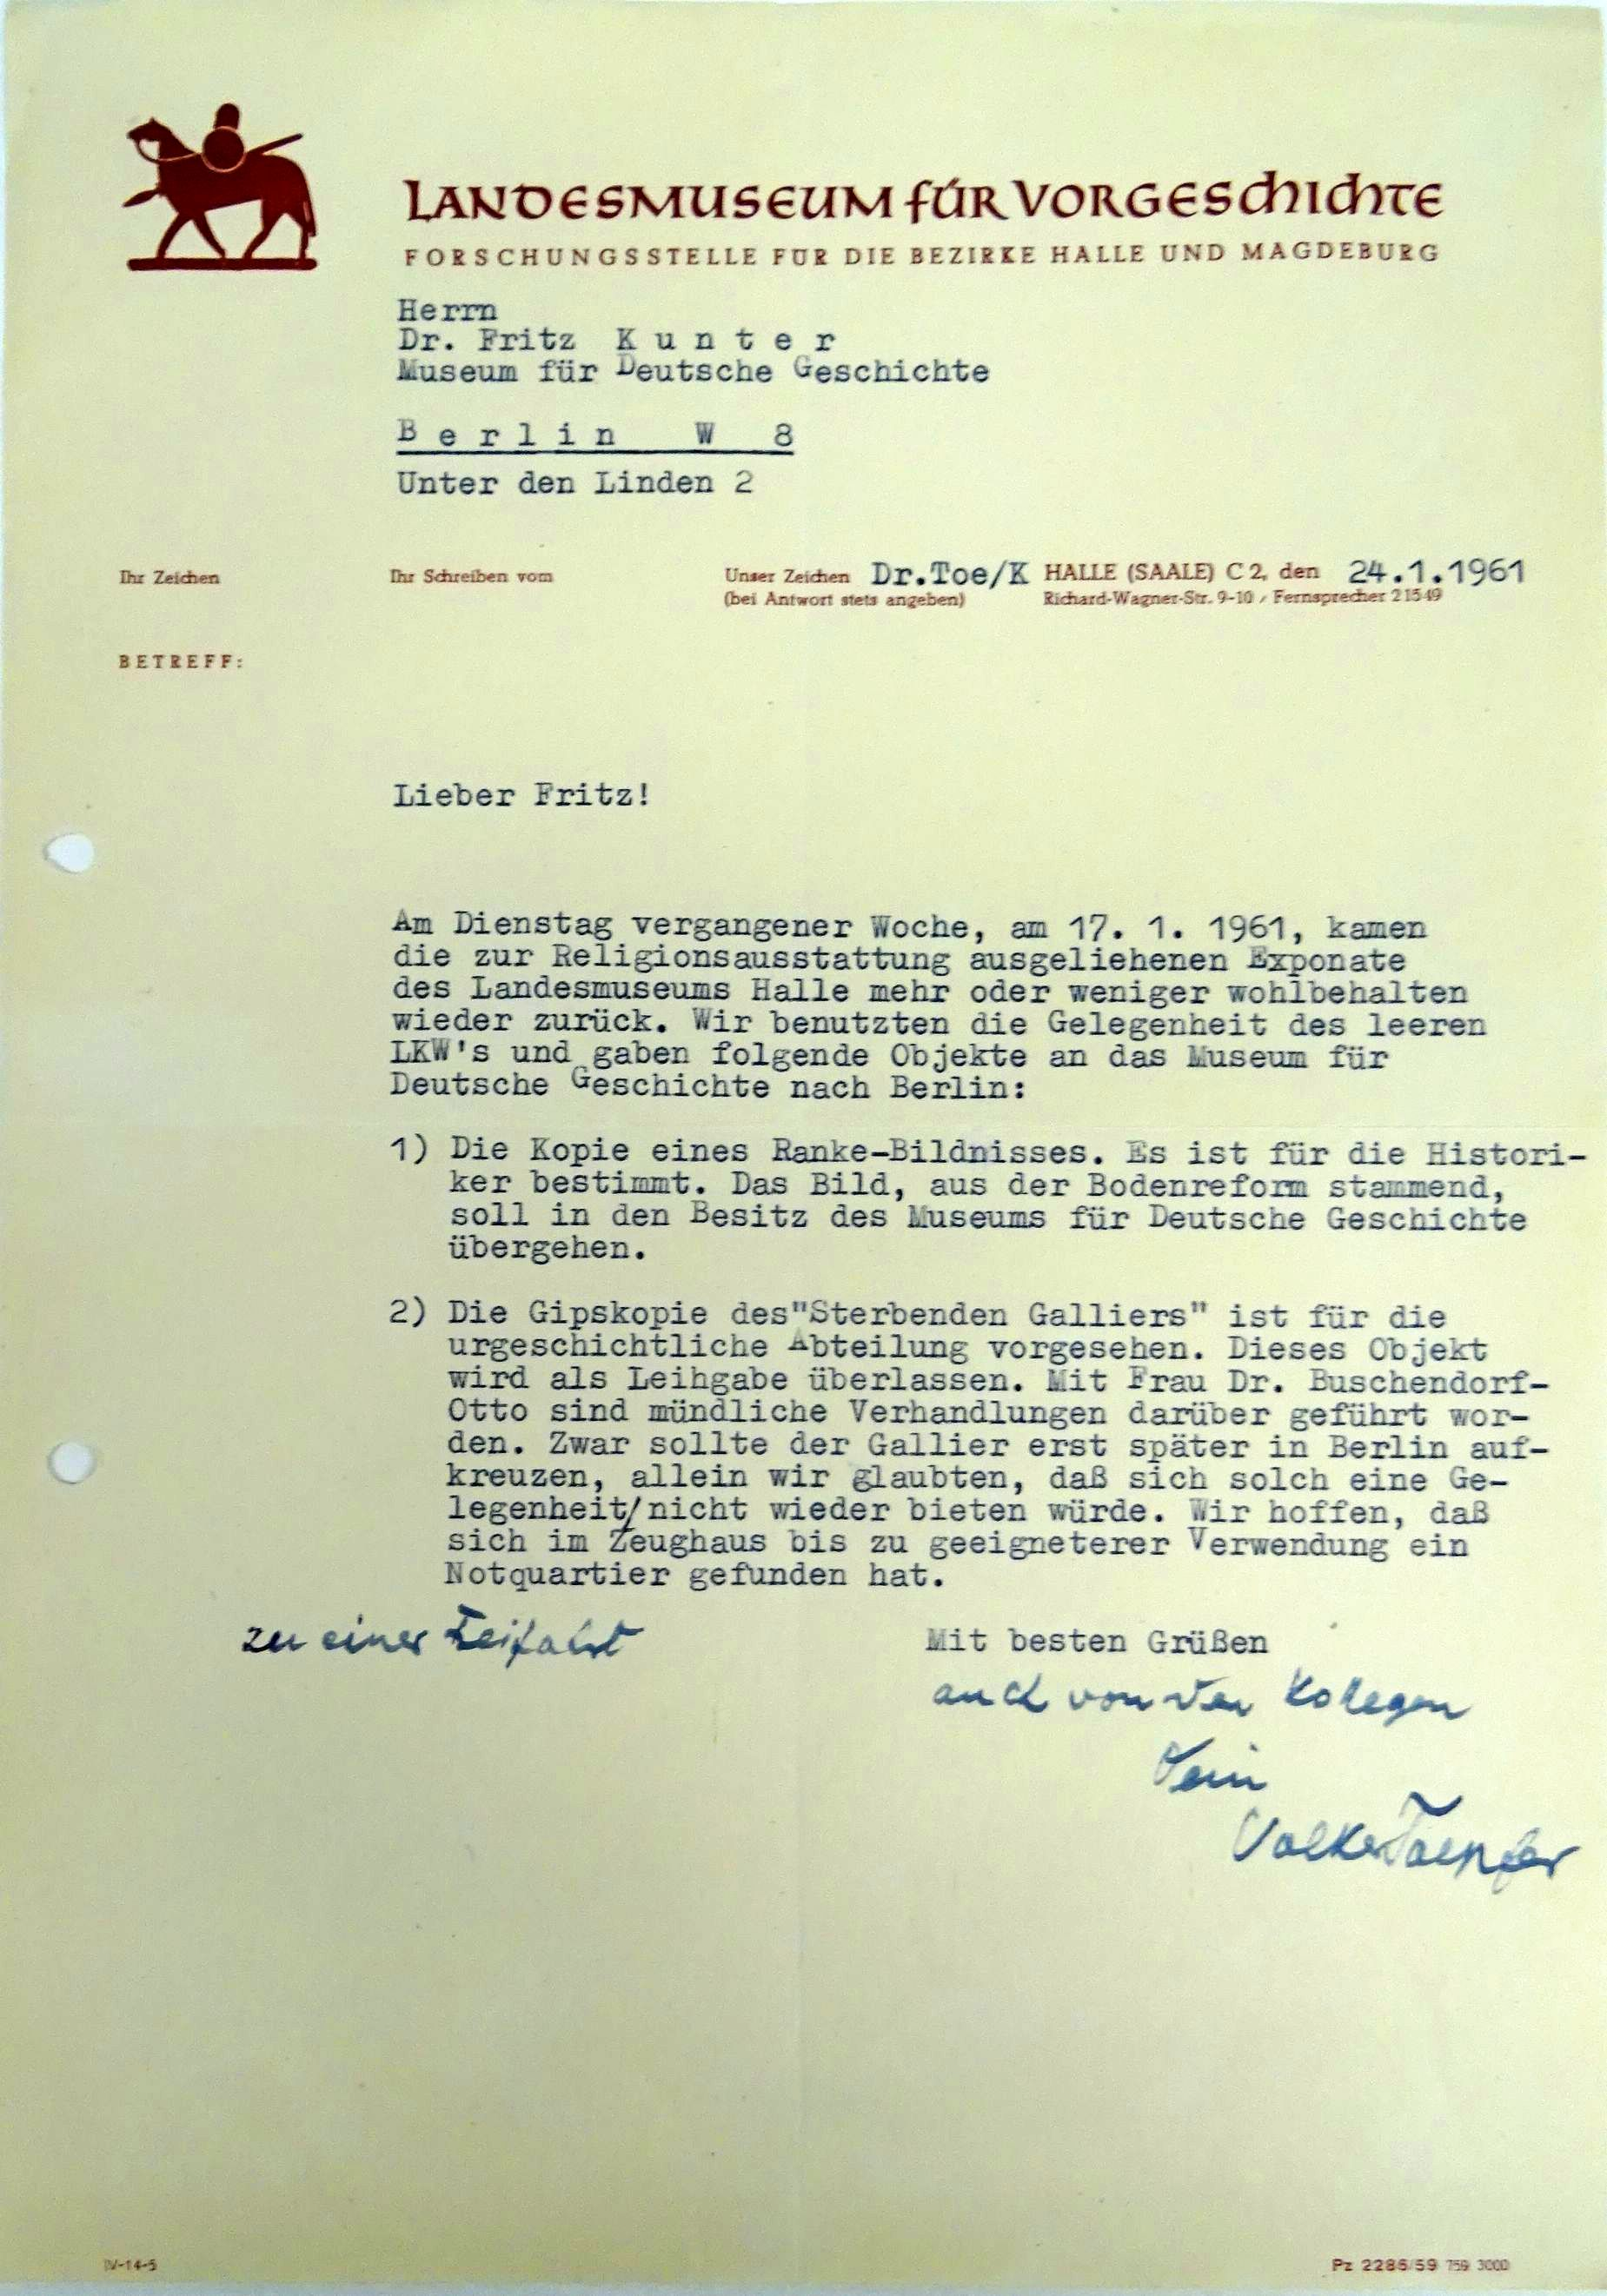 LANDESMUSEUM FÜR VORGESCHICHTE
FORSCHUNGSSTELLE FÜR DIE BEZIRKE HALLE UND MAGDEBURG
Herrn
Dr. Fritz K u n t e r
Museum für Deutsche Geschichte
B e r l i n W 8
Unter den Linden 2
Ihr Zeichen Ihr Schreiben vom Unser Zeichen Dr.Toe/K HALLE (SAALE) C 2, den 24.1.1961
(bei Antwort stets angeben) Richard-Wagner-Str. 9-10 / Fernsprecher 21549
BETREFF:
Lieber Fritz!
Am Dienstag vergangener Woche, am 17. 1. 1961, kamen
die zur Religionsausstattung ausgeliehenen Exponate
des Landesmuseums Halle mehr oder weniger wohlbehalten
wieder zurück. Wir benutzten die Gelegenheit des leeren
LKW's und gaben folgende Objekte an das Museum für
Deutsche Geschichte nach Berlin:
1) Die Kopie eines Ranke-Bildnisses. Es ist für die Histori-
ker bestimmt. Das Bild, aus der Bodenreform stammend,
soll in den Besitz des Museums für Deutsche Geschichte
übergehen.
2) Die Gipskopie des"Sterbenden Galliers" ist für die
urgeschichtliche Abteilung vorgesehen. Dieses Objekt
wird als Leihgabe überlassen. Mit Frau Dr. Buschendorf-
Otto sind mündliche Verhandlungen darüber geführt wor-
den. Zwar sollte der Gallier erst später in Berlin auf-
kreuzen, allein wir glaubten, daß sich solch eine Ge-
legenheit/nicht wieder bieten würde. Wir hoffen, daß
sich im Zeughaus bis zu geeigneterer Verwendung ein
Notquartier gefunden hat.
zu einer Freifahrt
Mit besten Grüßen
auch von den Kollegen
Dein
Volker Toepfer
IV-14-5 Pz 2286/59 759 3000